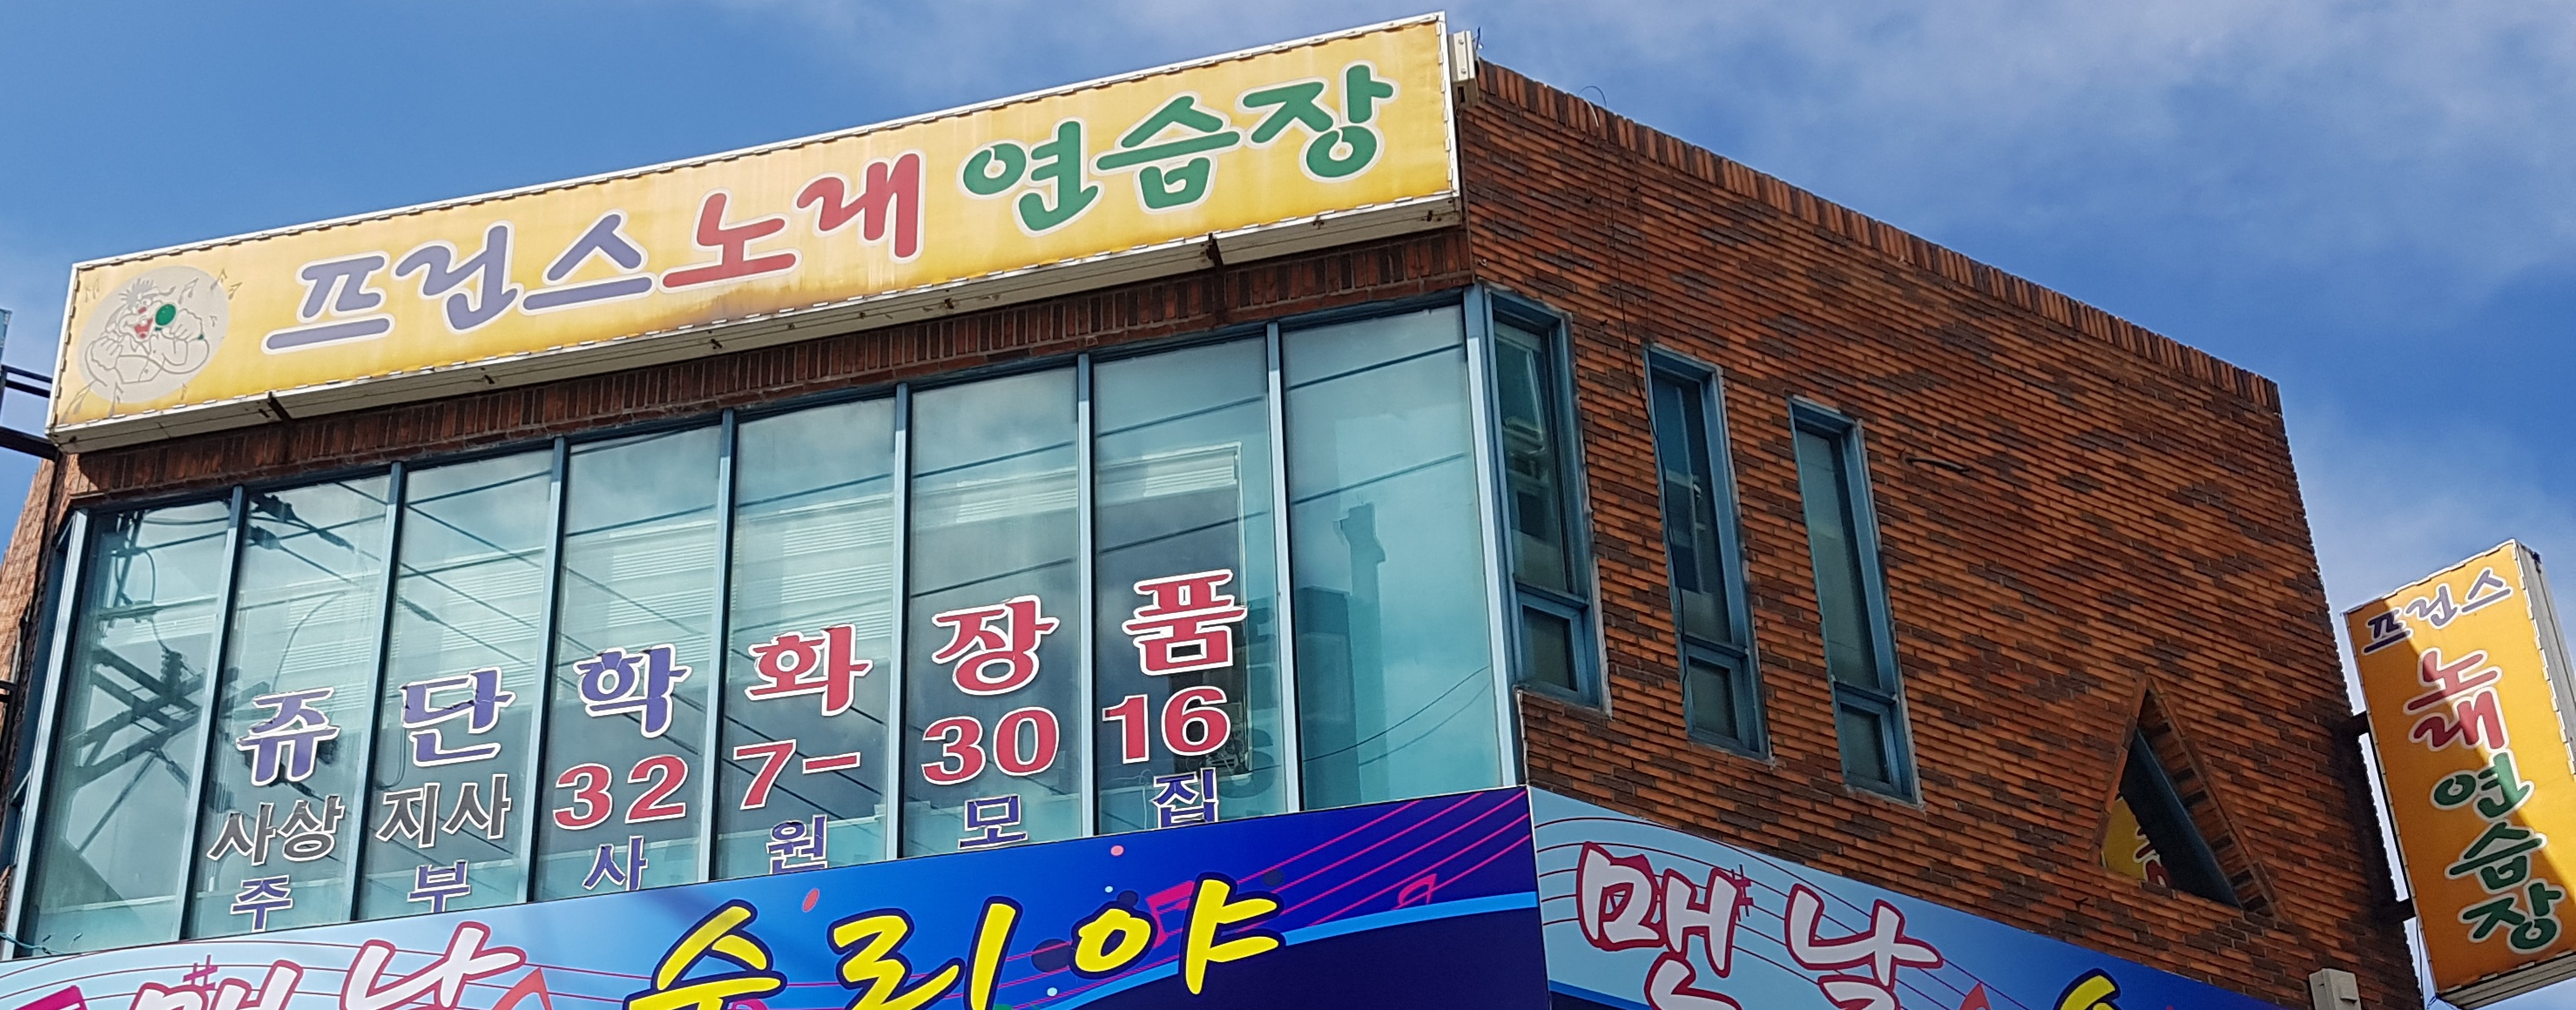 프린스노래 연습장
쥬단학화장품
사상지사 327-3016
주부사원모집
맨날 술이야
맨날
프린스
노래
연습장